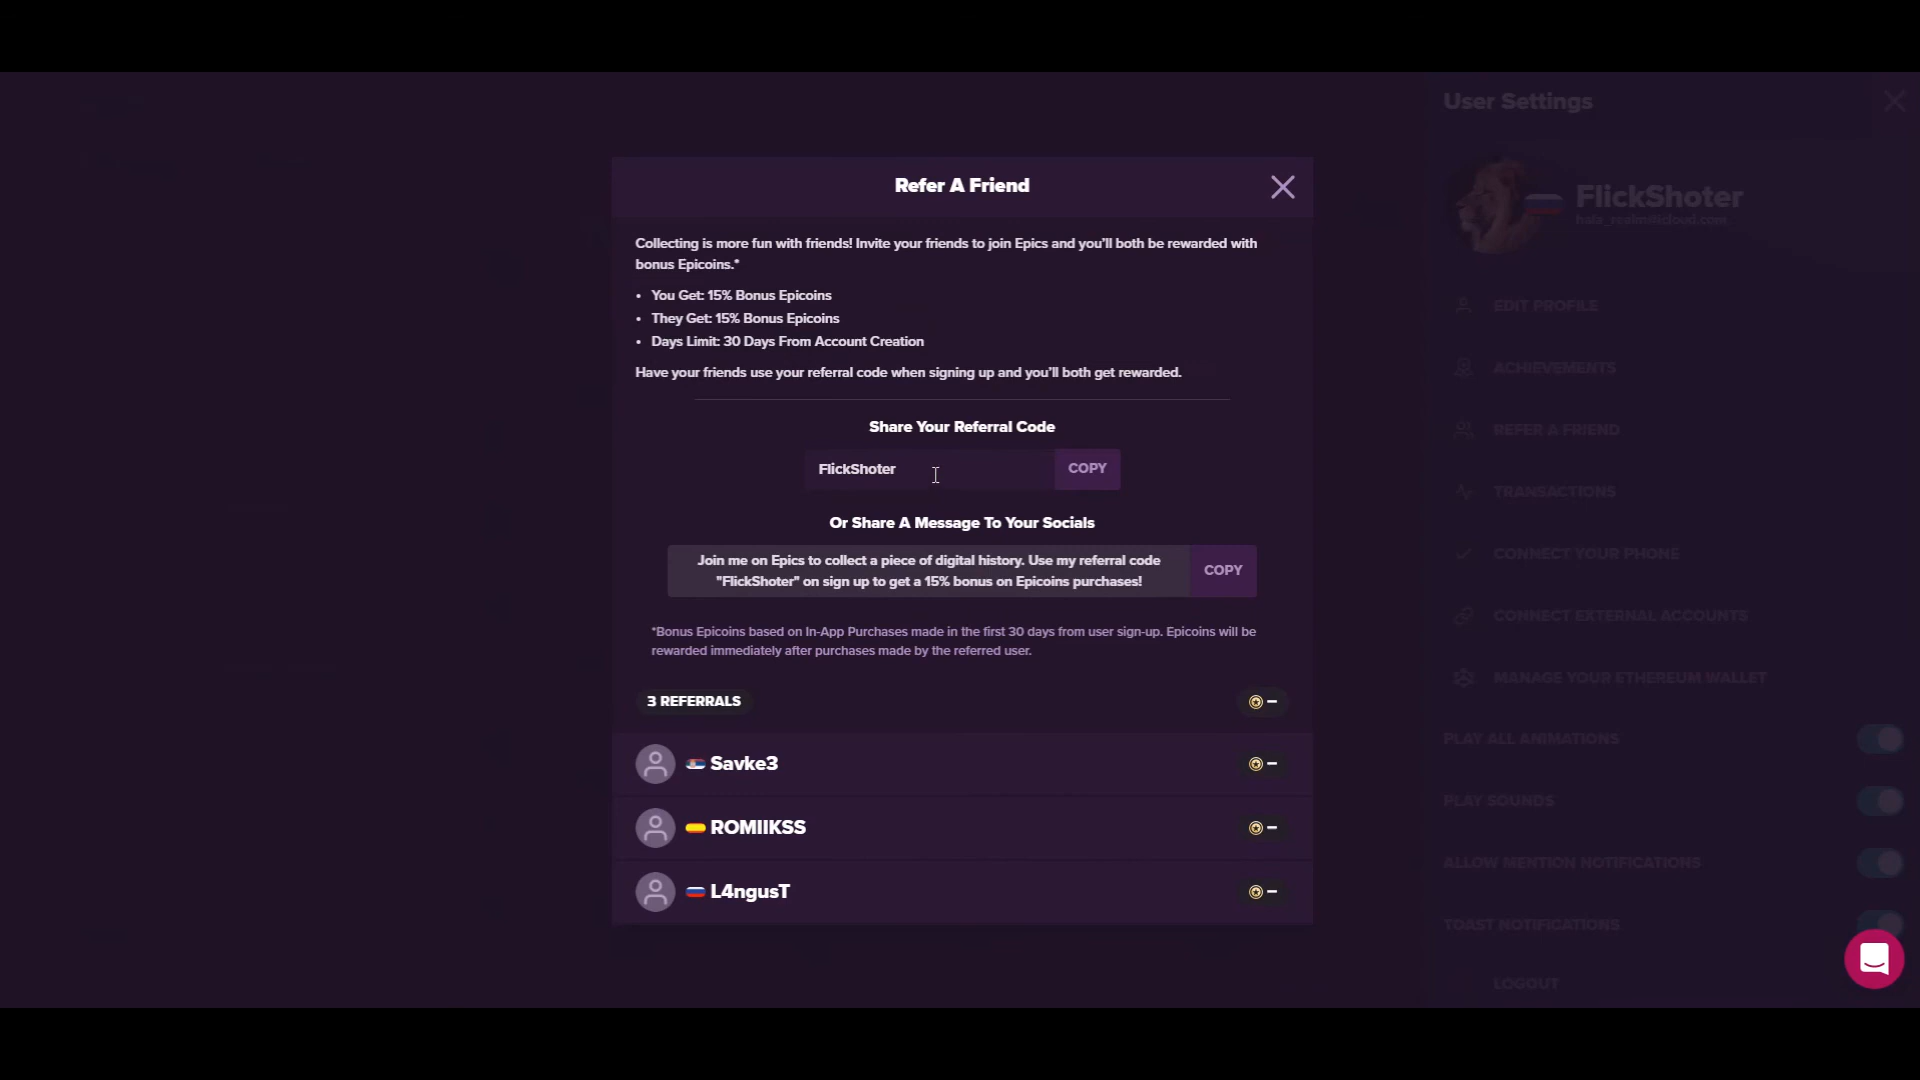 User Settings
Refer A Friend
FlickShoter
Collecting is more fun with friends! Invite your friends to join Epics and you'll both be rewarded with
bonus Epicoins.*
• You Get: 15% Bonus Epicoins
• They Get: 15% Bonus Epicoins
• Days Limit: 30 Days From Account Creation
Have your friends use your referral code when signing up and you'll both get rewarded.
Share Your Referral Code
FlickShoter
COPY
Or Share A Message To Your Socials
Join me on Epics to collect a piece of digital history. Use my referral code
"FlickShoter" on sign up to get a 15% bonus on Epicoins purchases!
COPY
*Bonus Epicoins based on In-App Purchases made in the first 30 days from user sign-up. Epicoins will be
rewarded immediately after purchases made by the referred user.
3 REFERRALS
–
Savke3
–
ROMIIKSS
–
L4ngusT
–
EDIT PROFILE
ACHIEVEMENTS
REFER A FRIEND
TRANSACTIONS
CONNECT YOUR PHONE
CONNECT EXTERNAL ACCOUNTS
MANAGE YOUR ETHEREUM WALLET
PLAY ALL ANIMATIONS
PLAY SOUNDS
ALLOW MENTION NOTIFICATIONS
TOAST NOTIFICATIONS
LOGOUT